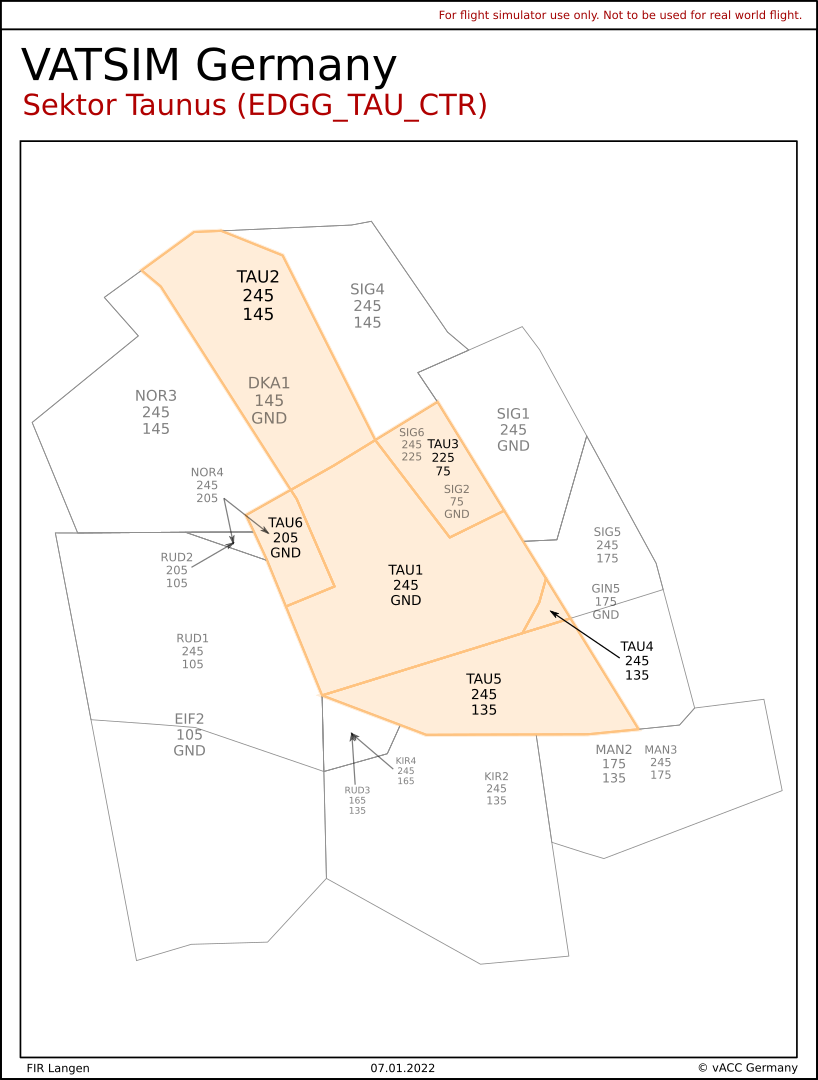 For flight simulator use only. Not to be used for real world flight.
VATSIM Germany
Sektor Taunus (EDGG_TAU_CTR)
TAU2
245
145
SIG4
245
145
DKA1
145
GND
NOR3
245
145
SIG1
245
GND
SIG6
245
225
TAU3
225
75
SIG2
75
GND
NOR4
245
205
TAU6
205
GND
RUD2
205
105
TAU1
245
GND
SIG5
245
175
GIN5
175
GND
RUD1
245
105
TAU4
245
135
TAU5
245
135
EIF2
105
GND
MAN2
175
135
MAN3
245
175
KIR4
245
165
RUD3
165
135
KIR2
245
135
FIR Langen
07.01.2022
© vACC Germany